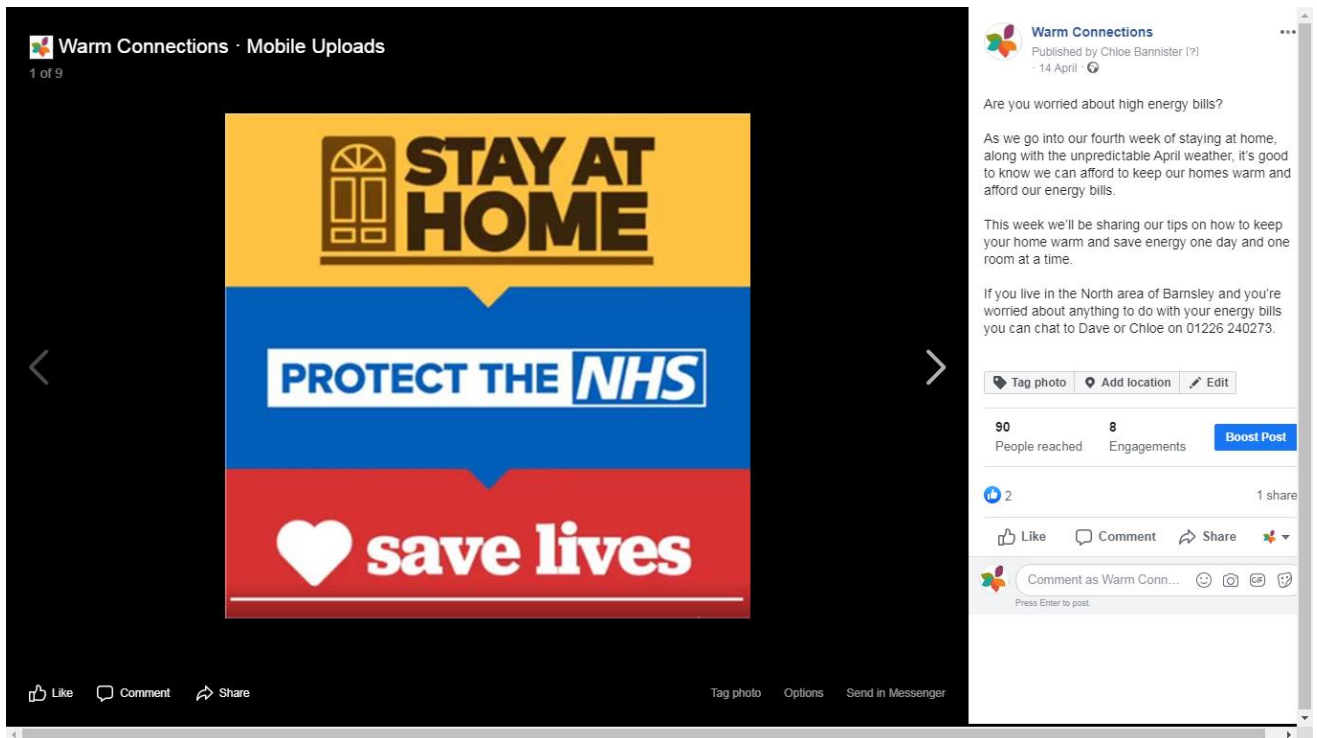 Warm Connections · Mobile Uploads
1 of 9
STAY AT
HOME
PROTECT THE NHS
save lives
Like Comment Share
Tag photo Options Send in Messenger
Warm Connections
Published by Chloe Bannister [?]
· 14 April ·
Are you worried about high energy bills?
As we go into our fourth week of staying at home,
along with the unpredictable April weather, it's good
to know we can afford to keep our homes warm and
afford our energy bills.
This week we'll be sharing our tips on how to keep
your home warm and save energy one day and one
room at a time.
If you live in the North area of Barnsley and you're
worried about anything to do with your energy bills
you can chat to Dave or Chloe on 01226 240273.
Tag photo Add location Edit
90 8
People reached Engagements
Boost Post
2 1 share
Like Comment Share
Comment as Warm Conn... GIF
Press Enter to post.